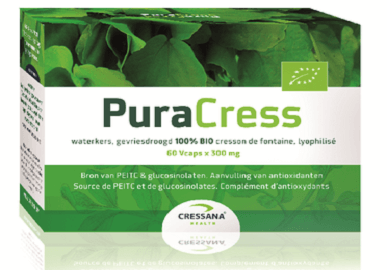 PuraCress
waterkers, gevriesdroogd 100% BIO cresson de fontaine, lyophilisé
60 Vcaps x 300 mg
Bron van PEITC & glucosinolaten. Aanvulling van antioxidanten
Source de PEITC et de glucosinolates. Complément d'antioxydants
CRESSANA
HEALTH